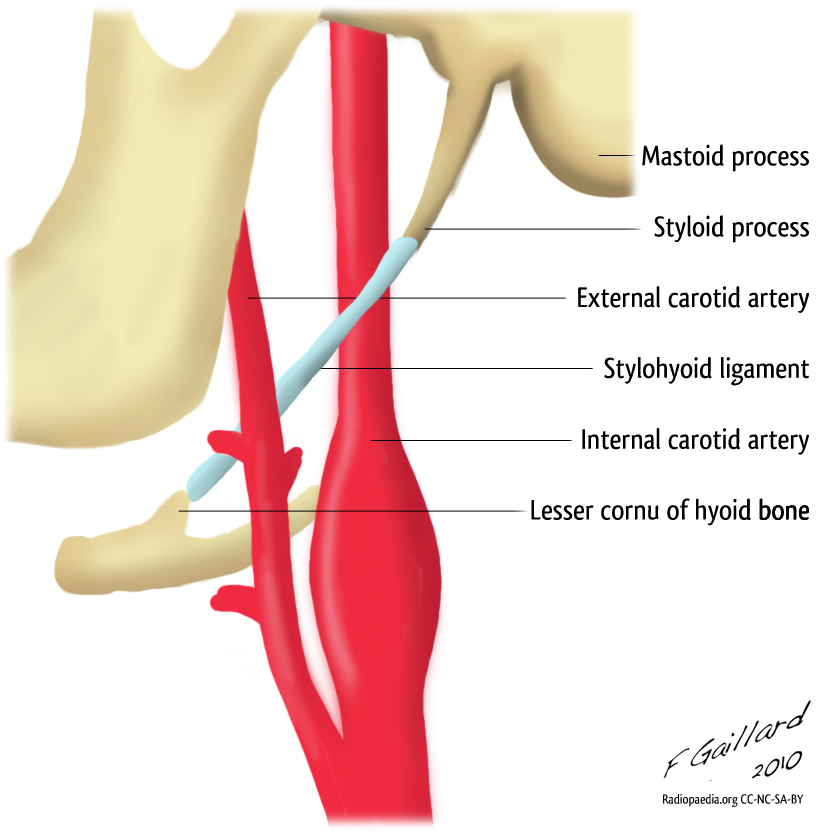 Mastoid process
Styloid process
External carotid artery
Stylohyoid ligament
Internal carotid artery
Lesser cornu of hyoid bone
F Gaillard
2010
Radiopaedia.org CC-NC-SA-BY